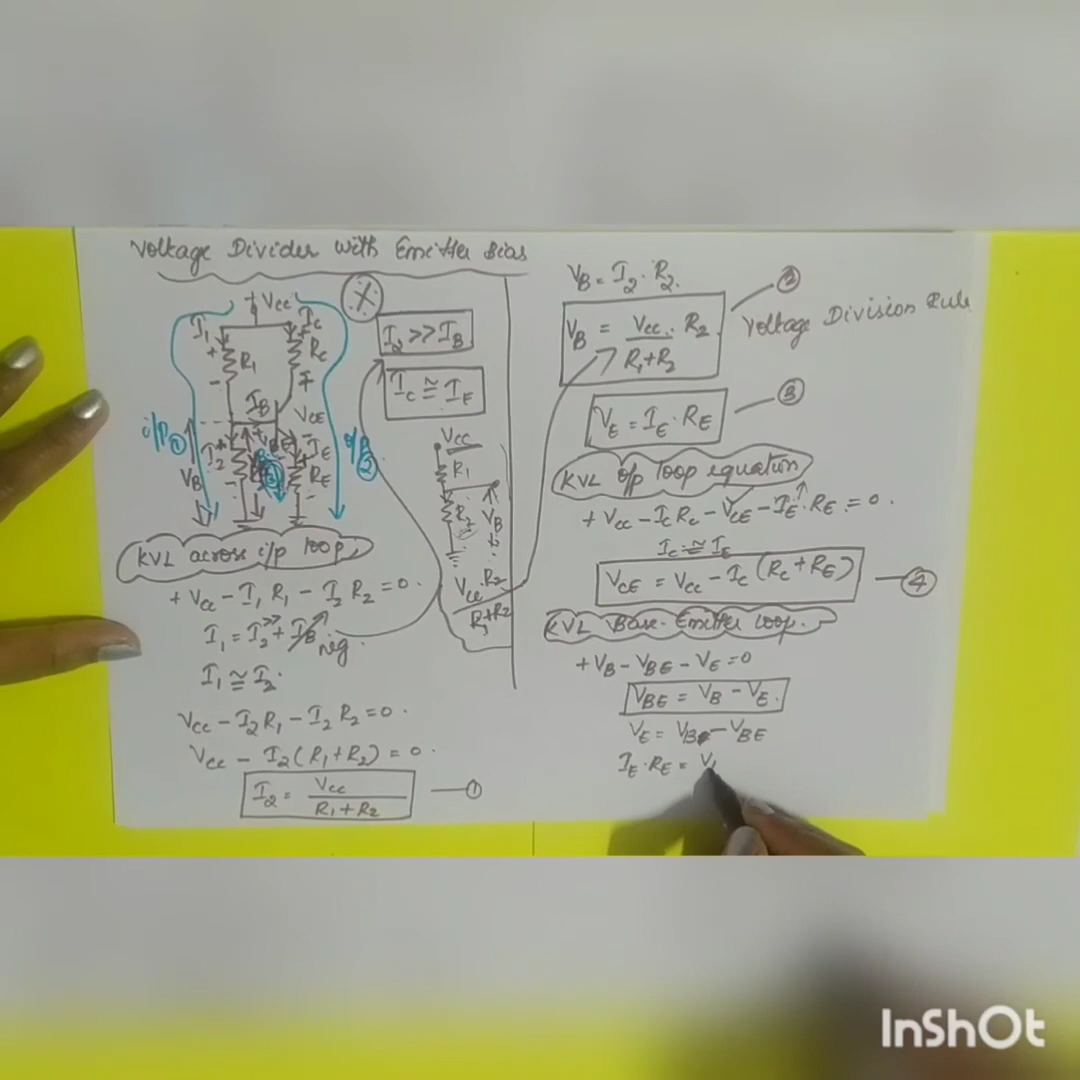 Voltage Divider with Emitter Bias
+ Vcc
I₁
Ic
+
R₁
Rc
-
IB
VCE
i/p ①
o/p ②
I₂
IE
VB
RE
X
I₂ >> IB
Ic ≅ IE
Vcc
R₁
R₂
VB
Vcc R₂
R₁+R₂
KVL across i/p loop
+ Vcc - I₁ R₁ - I₂ R₂ = 0.
I₁ = I₂ + IB neg.
I₁ ≅ I₂.
Vcc - I₂ R₁ - I₂ R₂ = 0.
Vcc - I₂ (R₁+R₂) = 0.
I₂ = Vcc / R₁+R₂ — ①
VB = I₂ . R₂.
VB = Vcc . R₂ / R₁+R₂ — ②
Voltage Division Rule
VE = IE . RE — ③
KVL o/p loop equation
+ Vcc - Ic Rc - VCE - IE . RE = 0.
Ic ≅ IE
VCE = Vcc - Ic (Rc + RE) — ④
KVL Base-Emitter loop.
+ VB - VBE - VE = 0
VBE = VB - VE.
VE = VB - VBE
IE . RE = V
InShOt